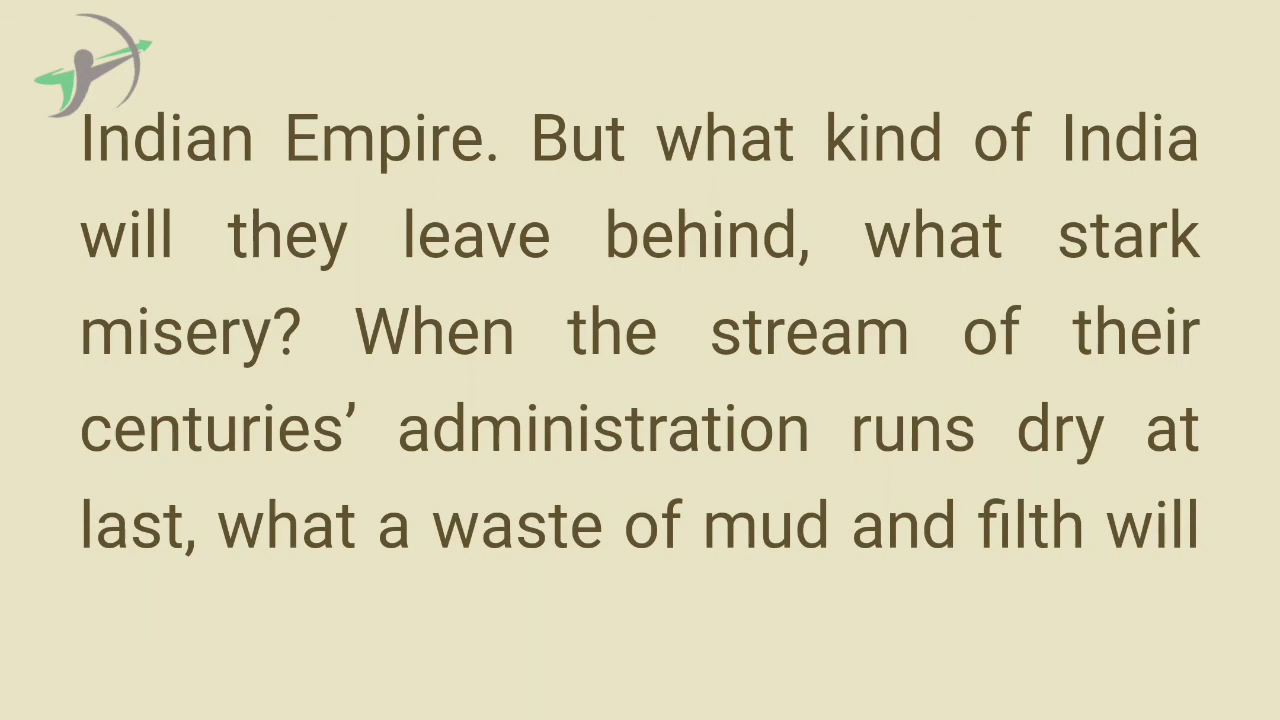 Indian Empire. But what kind of India
will they leave behind, what stark
misery? When the stream of their
centuries’ administration runs dry at
last, what a waste of mud and filth will